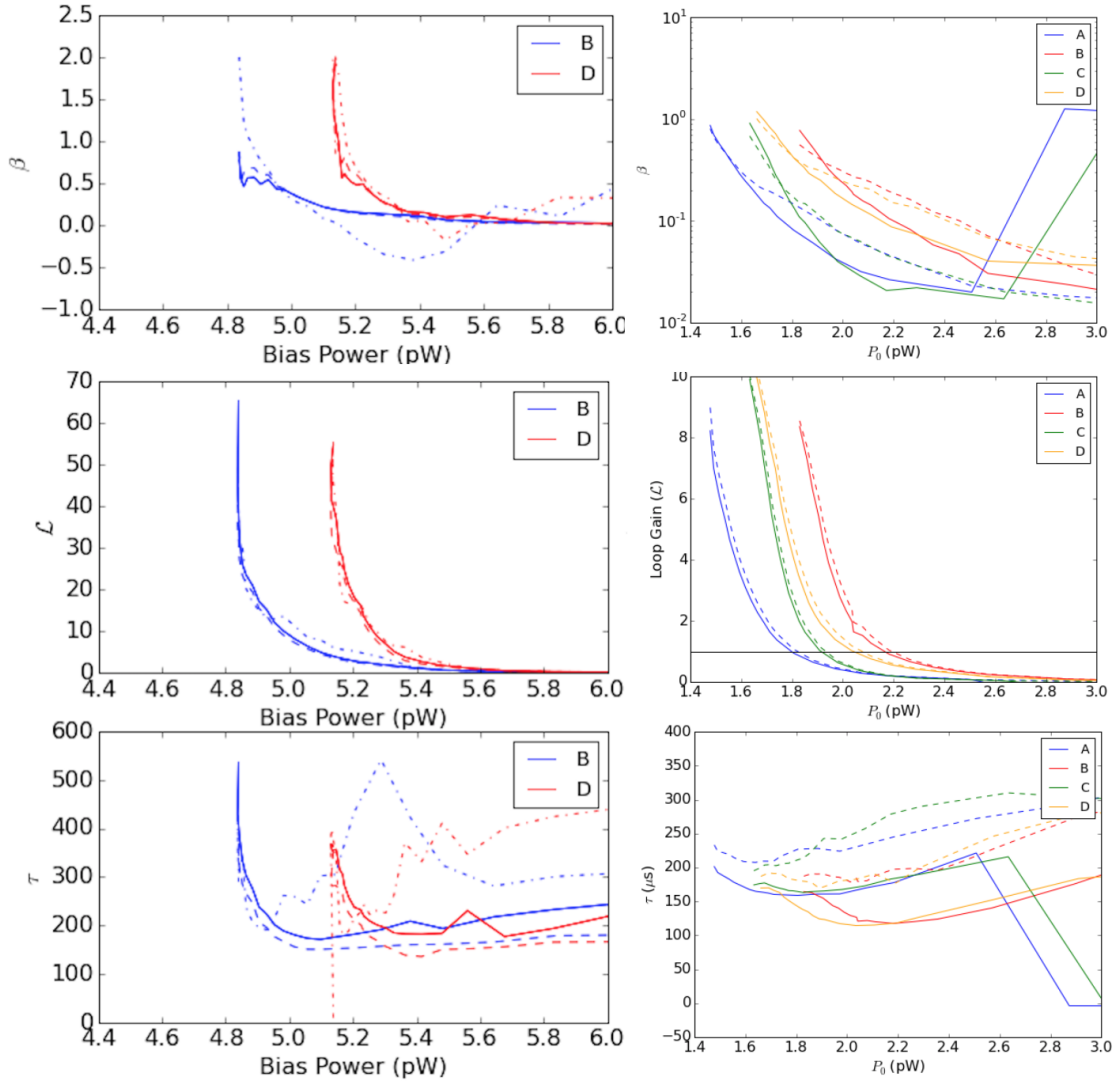 2.5
2.0
1.5
1.0
0.5
0.0
−0.5
−1.0
β
4.4 4.6 4.8 5.0 5.2 5.4 5.6 5.8 6.0
Bias Power (pW)
B
D
10^1
10^0
10^-1
10^-2
β
1.4 1.6 1.8 2.0 2.2 2.4 2.6 2.8 3.0
P_0 (pW)
A
B
C
D
70
60
50
40
30
20
10
0
ℒ
4.4 4.6 4.8 5.0 5.2 5.4 5.6 5.8 6.0
Bias Power (pW)
B
D
10
8
6
4
2
0
Loop Gain (ℒ)
1.4 1.6 1.8 2.0 2.2 2.4 2.6 2.8 3.0
P_0 (pW)
A
B
C
D
600
500
400
300
200
100
0
τ
4.4 4.6 4.8 5.0 5.2 5.4 5.6 5.8 6.0
Bias Power (pW)
B
D
400
350
300
250
200
150
100
50
0
−50
τ (μs)
1.4 1.6 1.8 2.0 2.2 2.4 2.6 2.8 3.0
P_0 (pW)
A
B
C
D